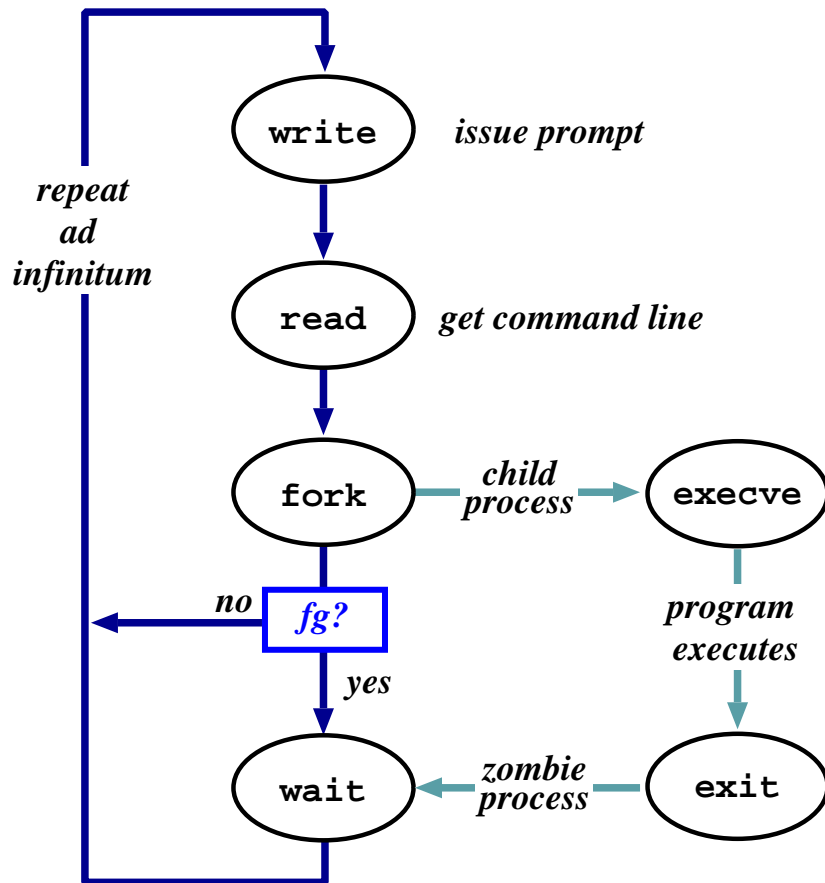 write
issue prompt
repeat
ad
infinitum
read
get command line
fork
child
process
execve
no
fg?
program
executes
yes
wait
zombie
process
exit